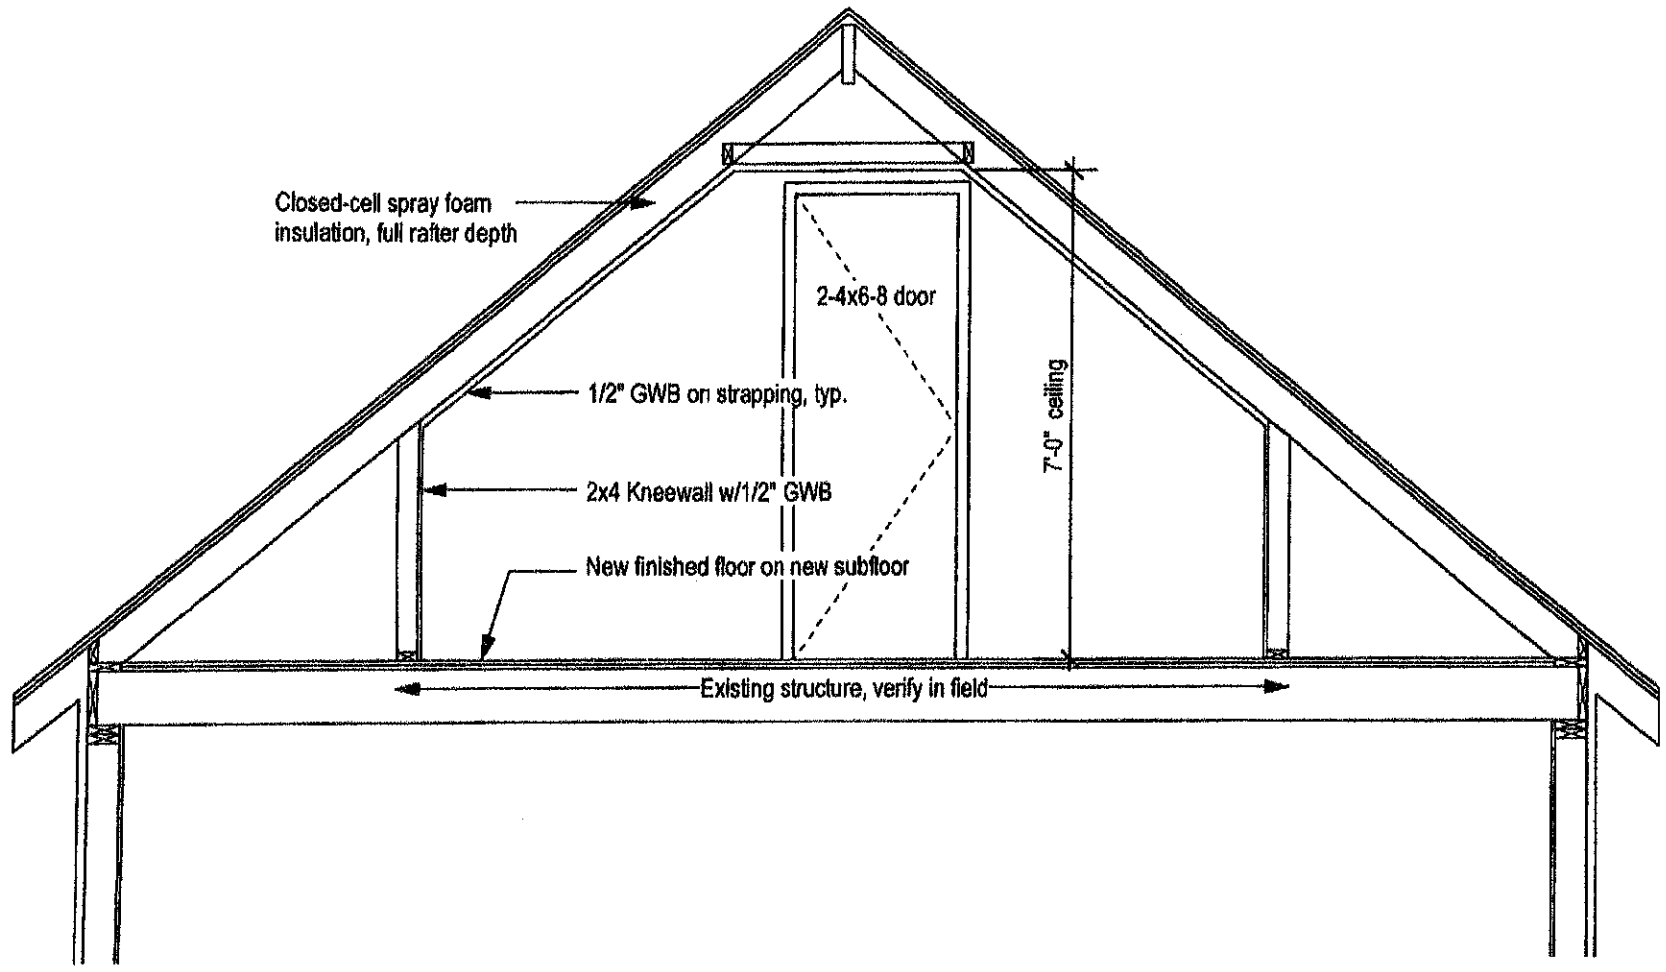 Closed-cell spray foam
insulation, full rafter depth
2-4x6-8 door
1/2" GWB on strapping, typ.
7'-0" ceiling
2x4 Kneewall w/1/2" GWB
New finished floor on new subfloor
Existing structure, verify in field